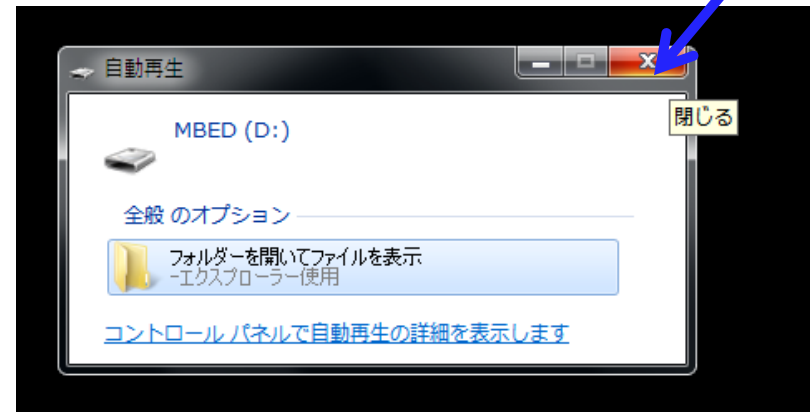 自動再生
閉じる
MBED (D:)
全般 のオプション
フォルダーを開いてファイルを表示
-エクスプローラー使用
コントロール パネルで自動再生の詳細を表示します